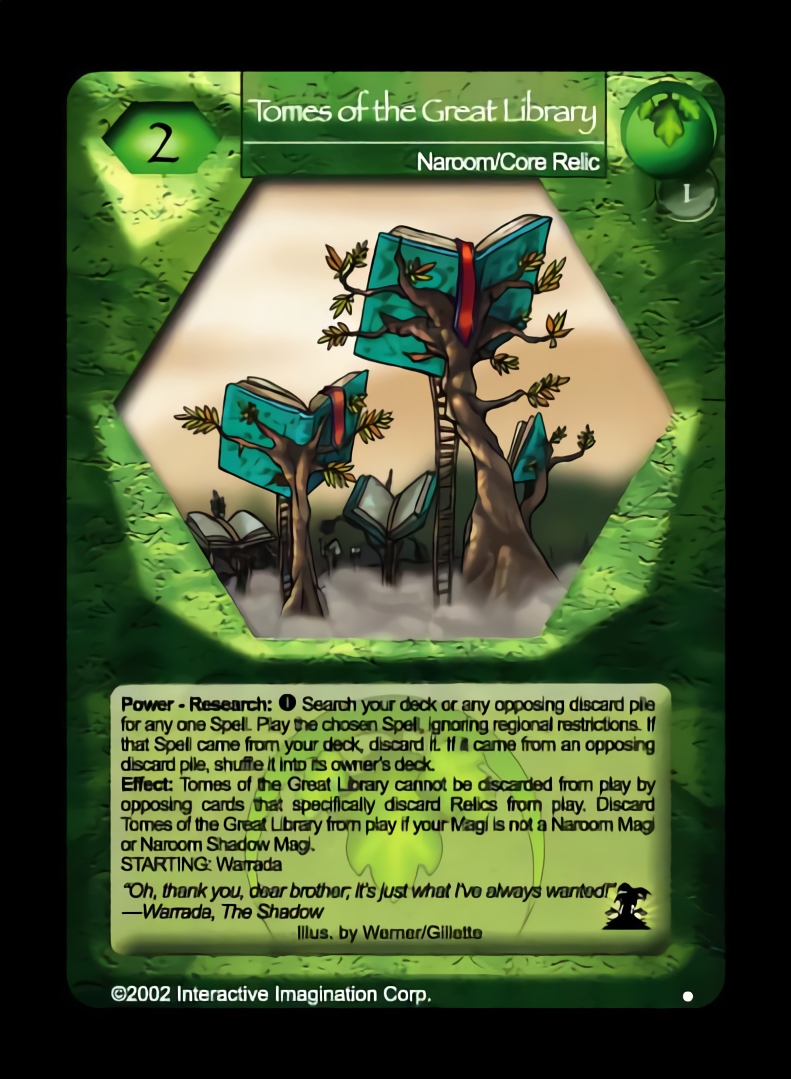 2
Tomes of the Great Library
Naroom/Core Relic
1
Power - Research: ❶ Search your deck or any opposing discard pile
for any one Spell. Play the chosen Spell, ignoring regional restrictions. If
that Spell came from your deck, discard it. If it came from an opposing
discard pile, shuffle it into its owner's deck.
Effect: Tomes of the Great Library cannot be discarded from play by
opposing cards that specifically discard Relics from play. Discard
Tomes of the Great Library from play if your Magi is not a Naroom Magi
or Naroom Shadow Magi.
STARTING: Warrada
"Oh, thank you, dear brother; it's just what I've always wanted!"
—Warrada, The Shadow
Illus. by Werner/Gillette
©2002 Interactive Imagination Corp.